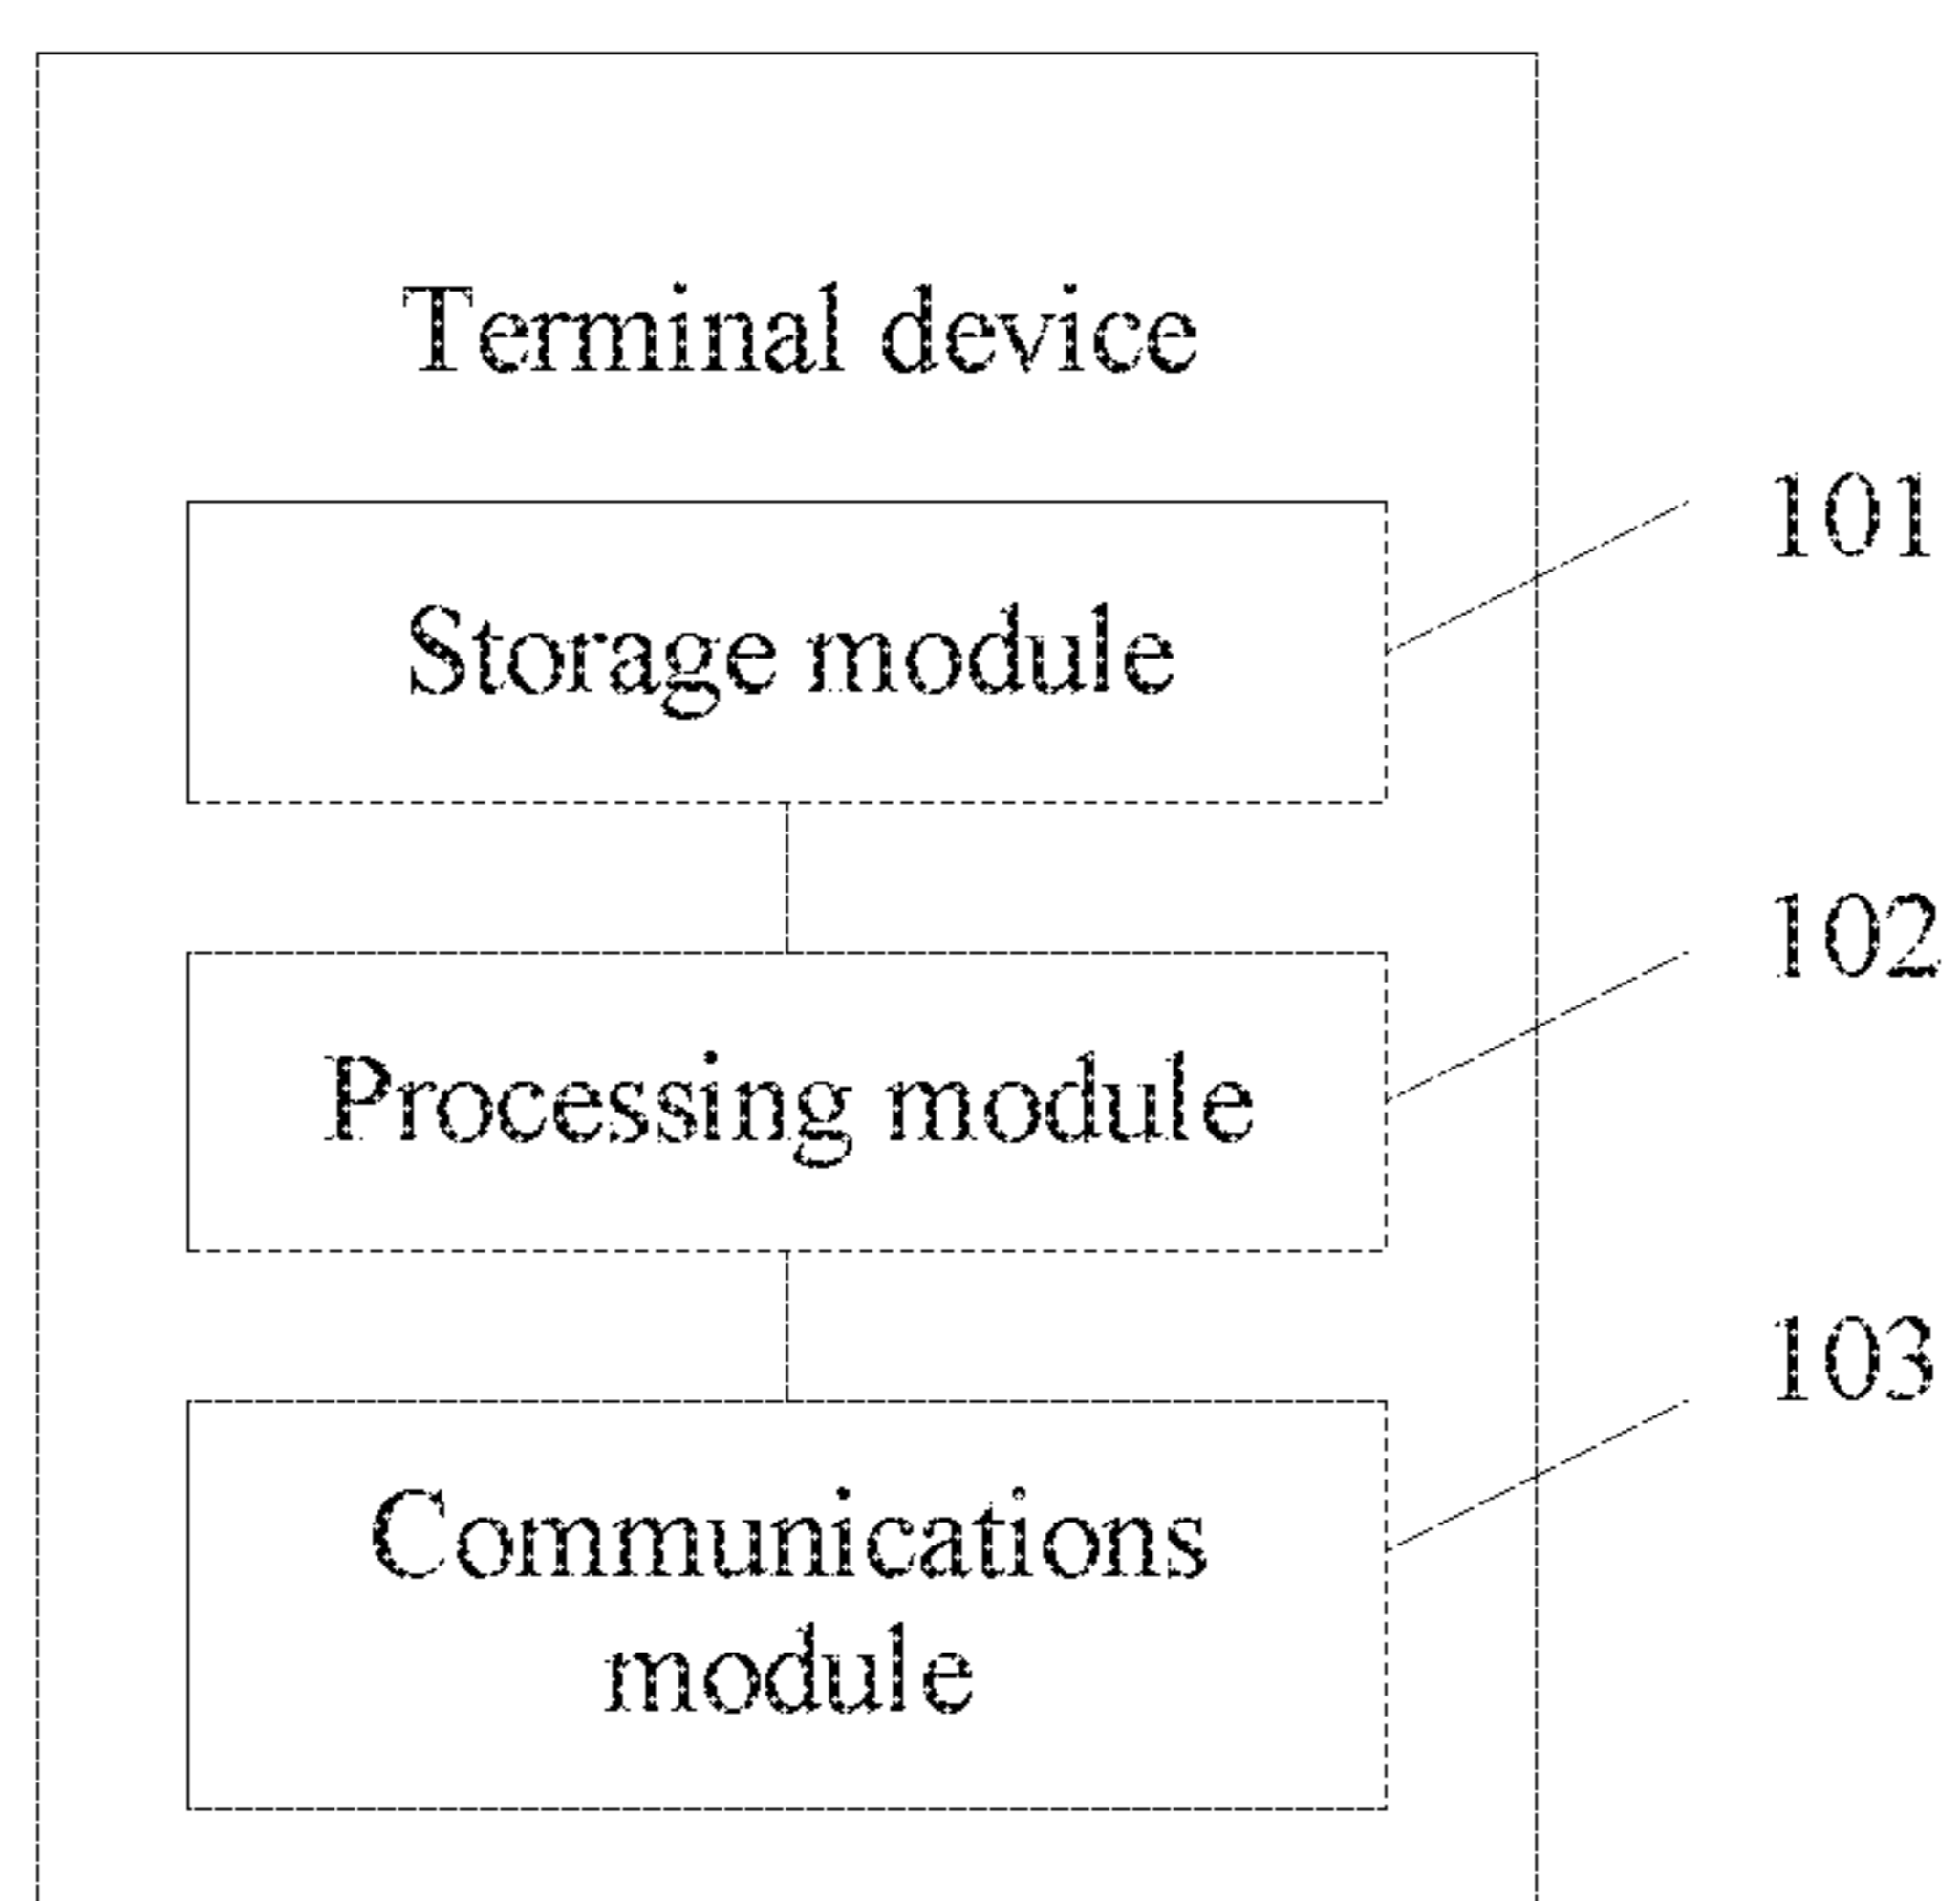 Terminal device
Storage module
101
Processing module
102
Communications
module
103